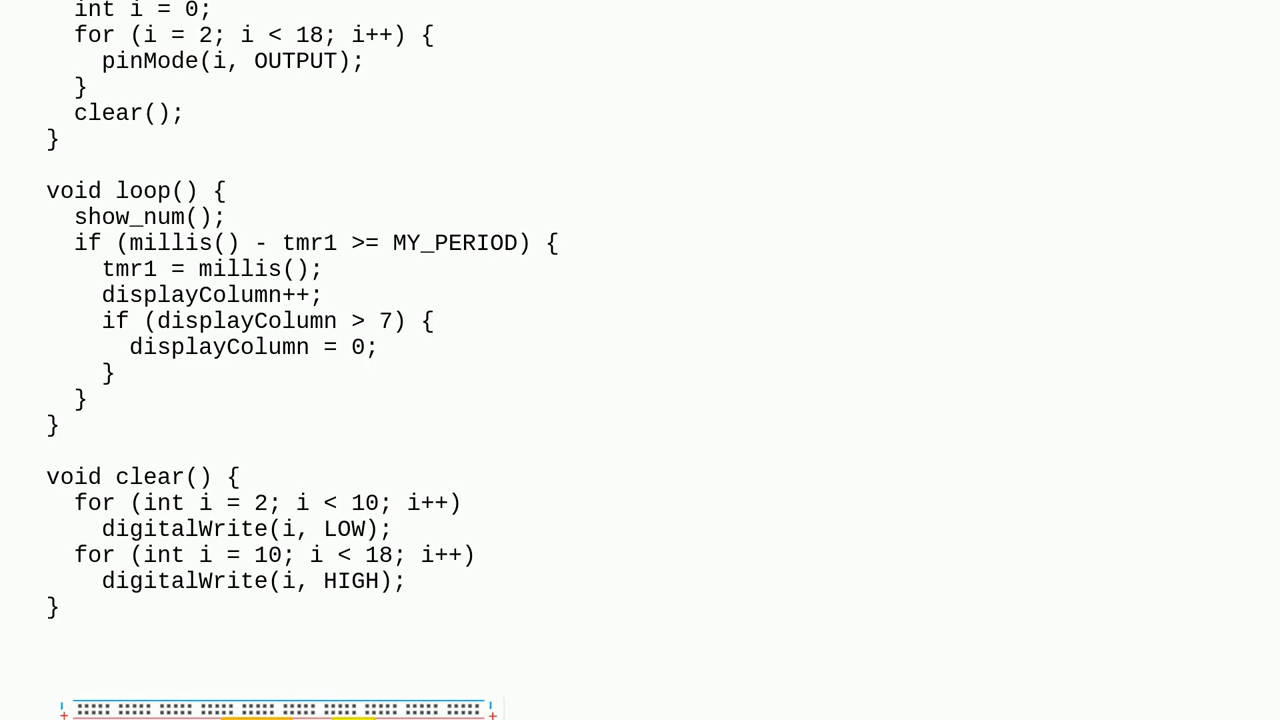 int i = 0;
  for (i = 2; i < 18; i++) {
    pinMode(i, OUTPUT);
  }
  clear();
}

void loop() {
  show_num();
  if (millis() - tmr1 >= MY_PERIOD) {
    tmr1 = millis();
    displayColumn++;
    if (displayColumn > 7) {
      displayColumn = 0;
    }
  }
}

void clear() {
  for (int i = 2; i < 10; i++)
    digitalWrite(i, LOW);
  for (int i = 10; i < 18; i++)
    digitalWrite(i, HIGH);
}